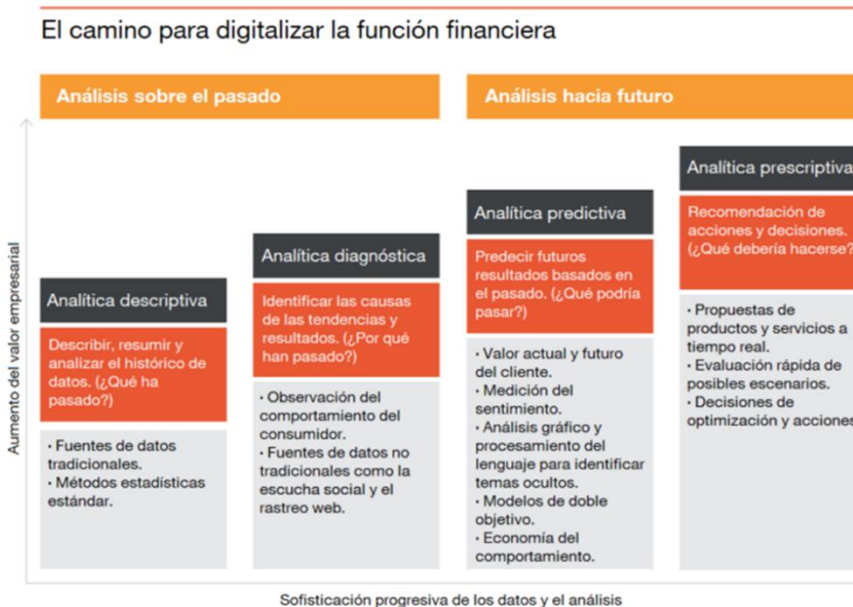 El camino para digitalizar la función financiera
Análisis sobre el pasado
Análisis hacia futuro
Aumento del valor empresarial
Analítica descriptiva
Describir, resumir y
analizar el histórico de
datos. (¿Qué ha
pasado?)
· Fuentes de datos
tradicionales.
· Métodos estadísticas
estándar.
Analítica diagnóstica
Identificar las causas
de las tendencias y
resultados. (¿Por qué
han pasado?)
· Observación del
comportamiento del
consumidor.
· Fuentes de datos no
tradicionales como la
escucha social y el
rastreo web.
Analítica predictiva
Predecir futuros
resultados basados en
el pasado. (¿Qué podría
pasar?)
· Valor actual y futuro
del cliente.
· Medición del
sentimiento.
· Análisis gráfico y
procesamiento del
lenguaje para identificar
temas ocultos.
· Modelos de doble
objetivo.
· Economía del
comportamiento.
Analítica prescriptiva
Recomendación de
acciones y decisiones.
(¿Qué debería hacerse?
· Propuestas de
productos y servicios a
tiempo real.
· Evaluación rápida de
posibles escenarios.
· Decisiones de
optimización y acciones
Sofisticación progresiva de los datos y el análisis